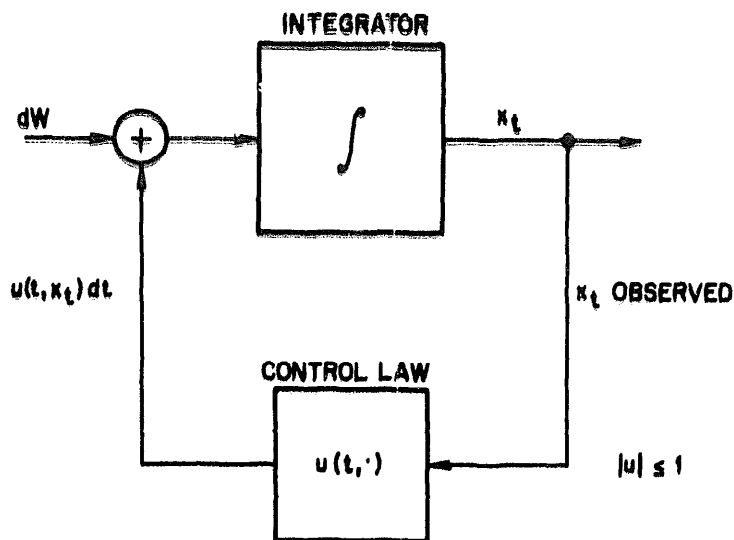 INTEGRATOR
dW
+
∫
x_t
u(t,x_t)dt
x_t OBSERVED
CONTROL LAW
u(t,·)
|u| ≤ 1